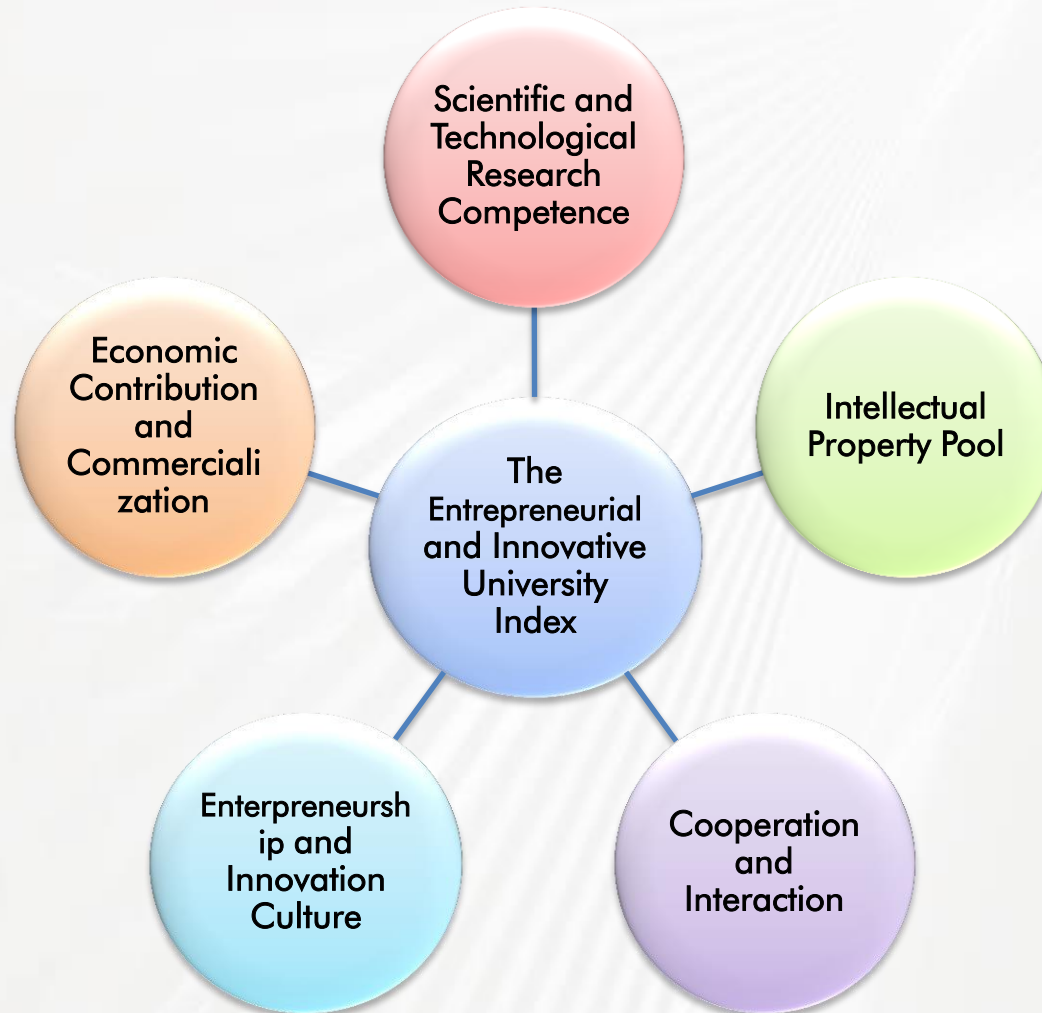 Scientific and
Technological
Research
Competence
Economic
Contribution
and
Commerciali
zation
Intellectual
Property Pool
The
Entrepreneurial
and Innovative
University
Index
Enterpreneursh
ip and
Innovation
Culture
Cooperation
and
Interaction